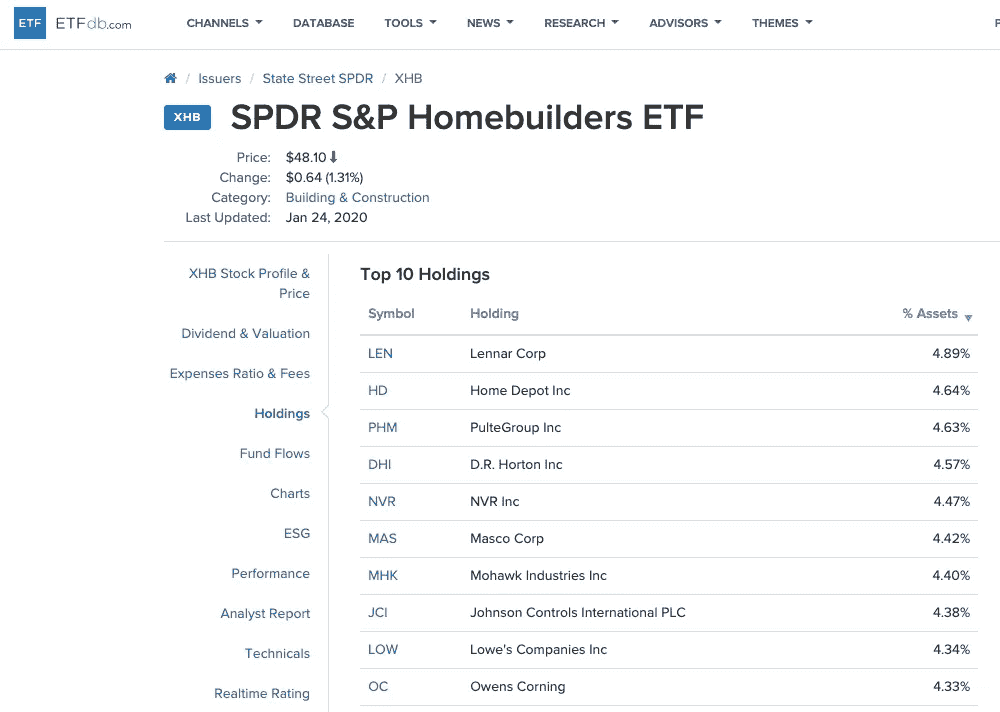 ETF ETFdb.com CHANNELS DATABASE TOOLS NEWS RESEARCH ADVISORS THEMES
/ Issuers / State Street SPDR / XHB
XHB SPDR S&P Homebuilders ETF
Price: $48.10
Change: $0.64 (1.31%)
Category: Building & Construction
Last Updated: Jan 24, 2020
XHB Stock Profile &
Price
Dividend & Valuation
Expenses Ratio & Fees
Holdings
Fund Flows
Charts
ESG
Performance
Analyst Report
Technicals
Realtime Rating
Top 10 Holdings
Symbol Holding % Assets
LEN Lennar Corp 4.89%
HD Home Depot Inc 4.64%
PHM PulteGroup Inc 4.63%
DHI D.R. Horton Inc 4.57%
NVR NVR Inc 4.47%
MAS Masco Corp 4.42%
MHK Mohawk Industries Inc 4.40%
JCI Johnson Controls International PLC 4.38%
LOW Lowe's Companies Inc 4.34%
OC Owens Corning 4.33%